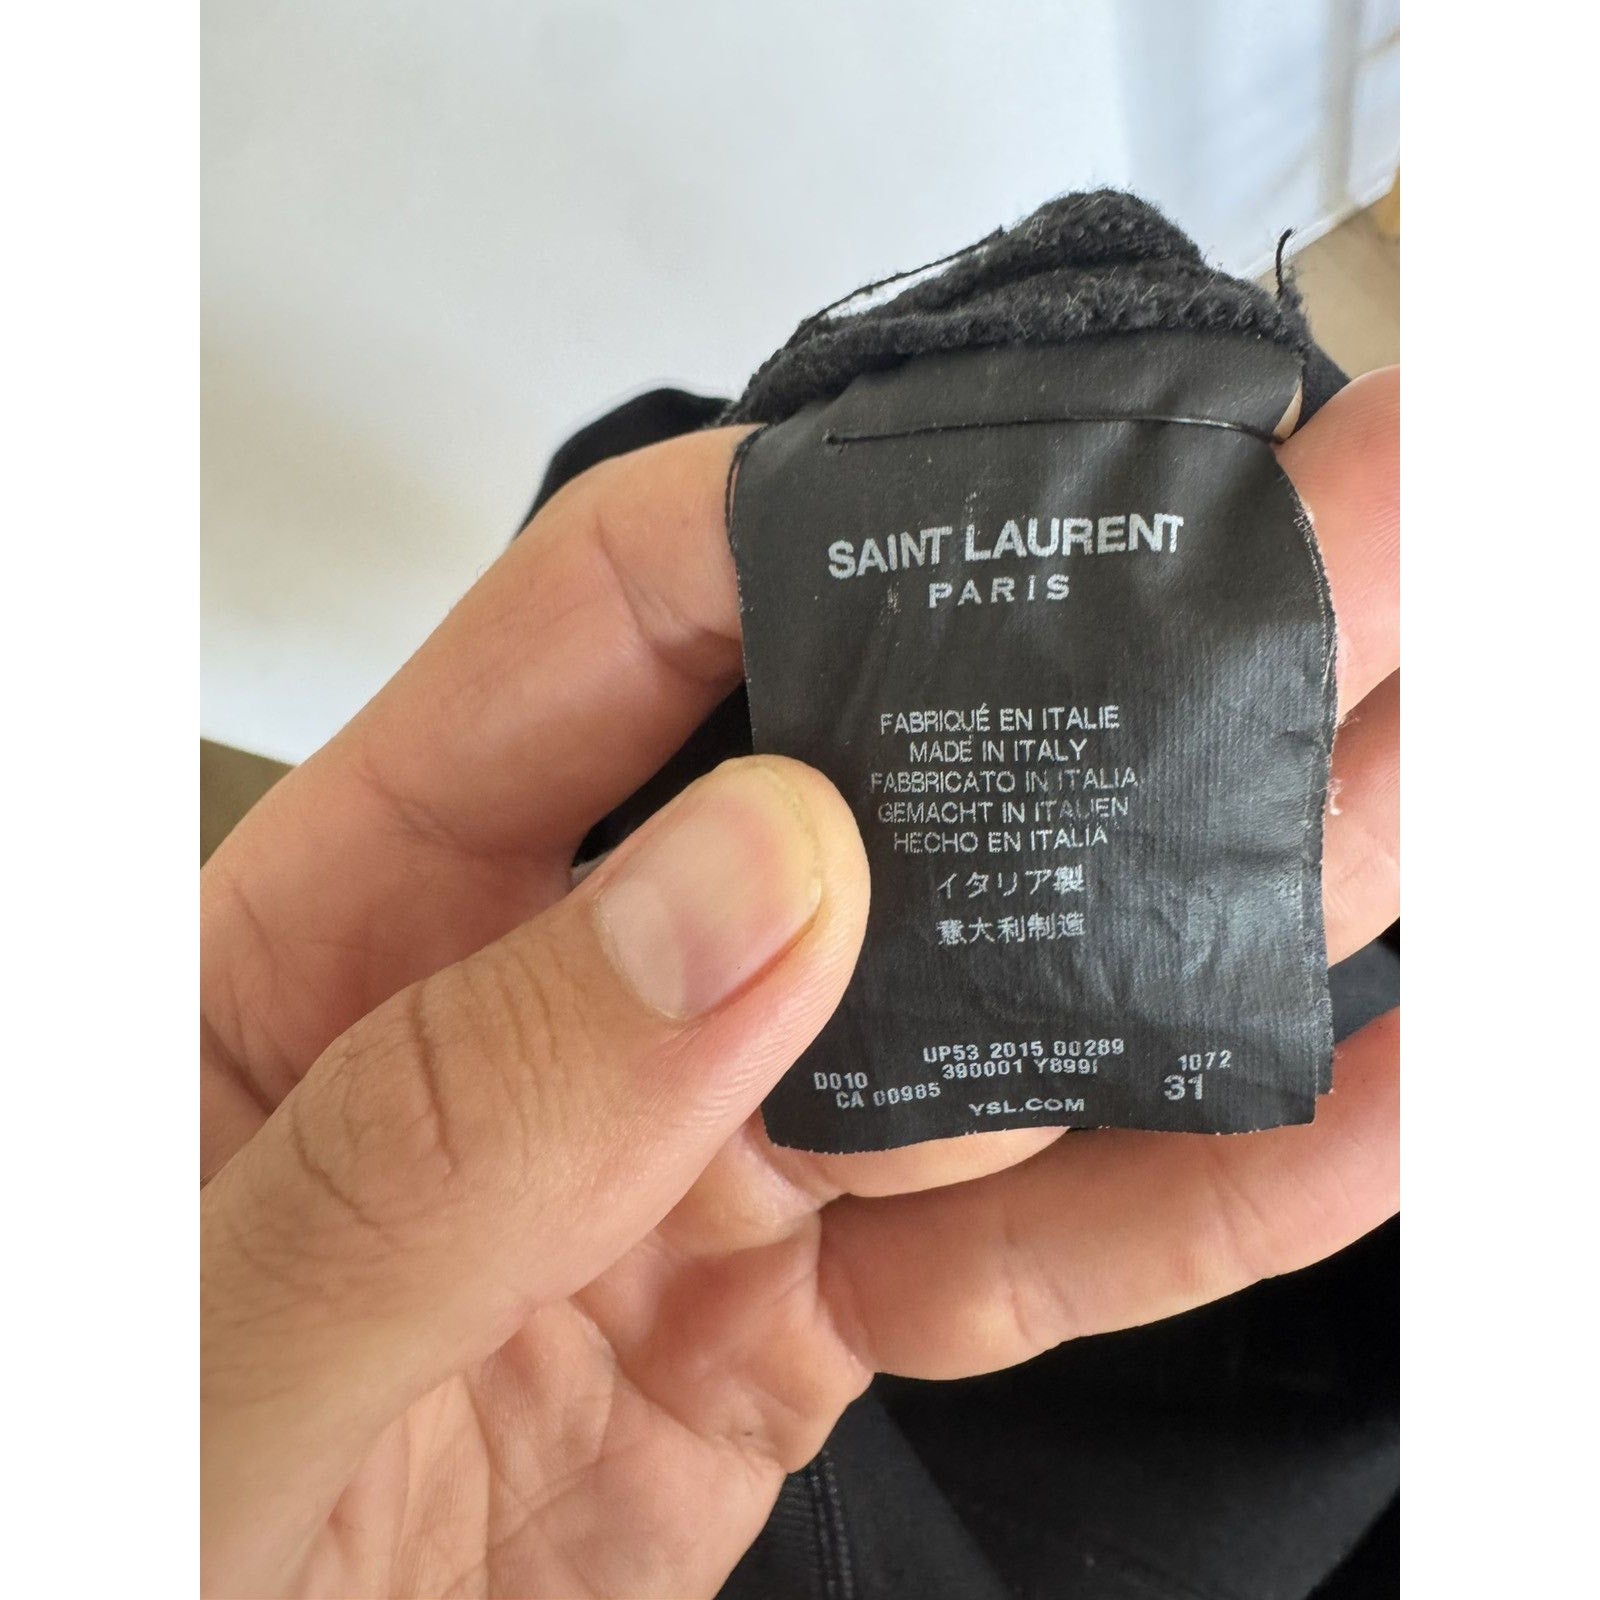 SAINT LAURENT
PARIS
FABRIQUÉ EN ITALIE
MADE IN ITALY
FABBRICATO IN ITALIA
GEMACHT IN ITALIEN
HECHO EN ITALIA
イタリア製
意大利制造
UP53 2015 00289
D010 390001 Y899I 1072
CA 00985 31
YSL.COM